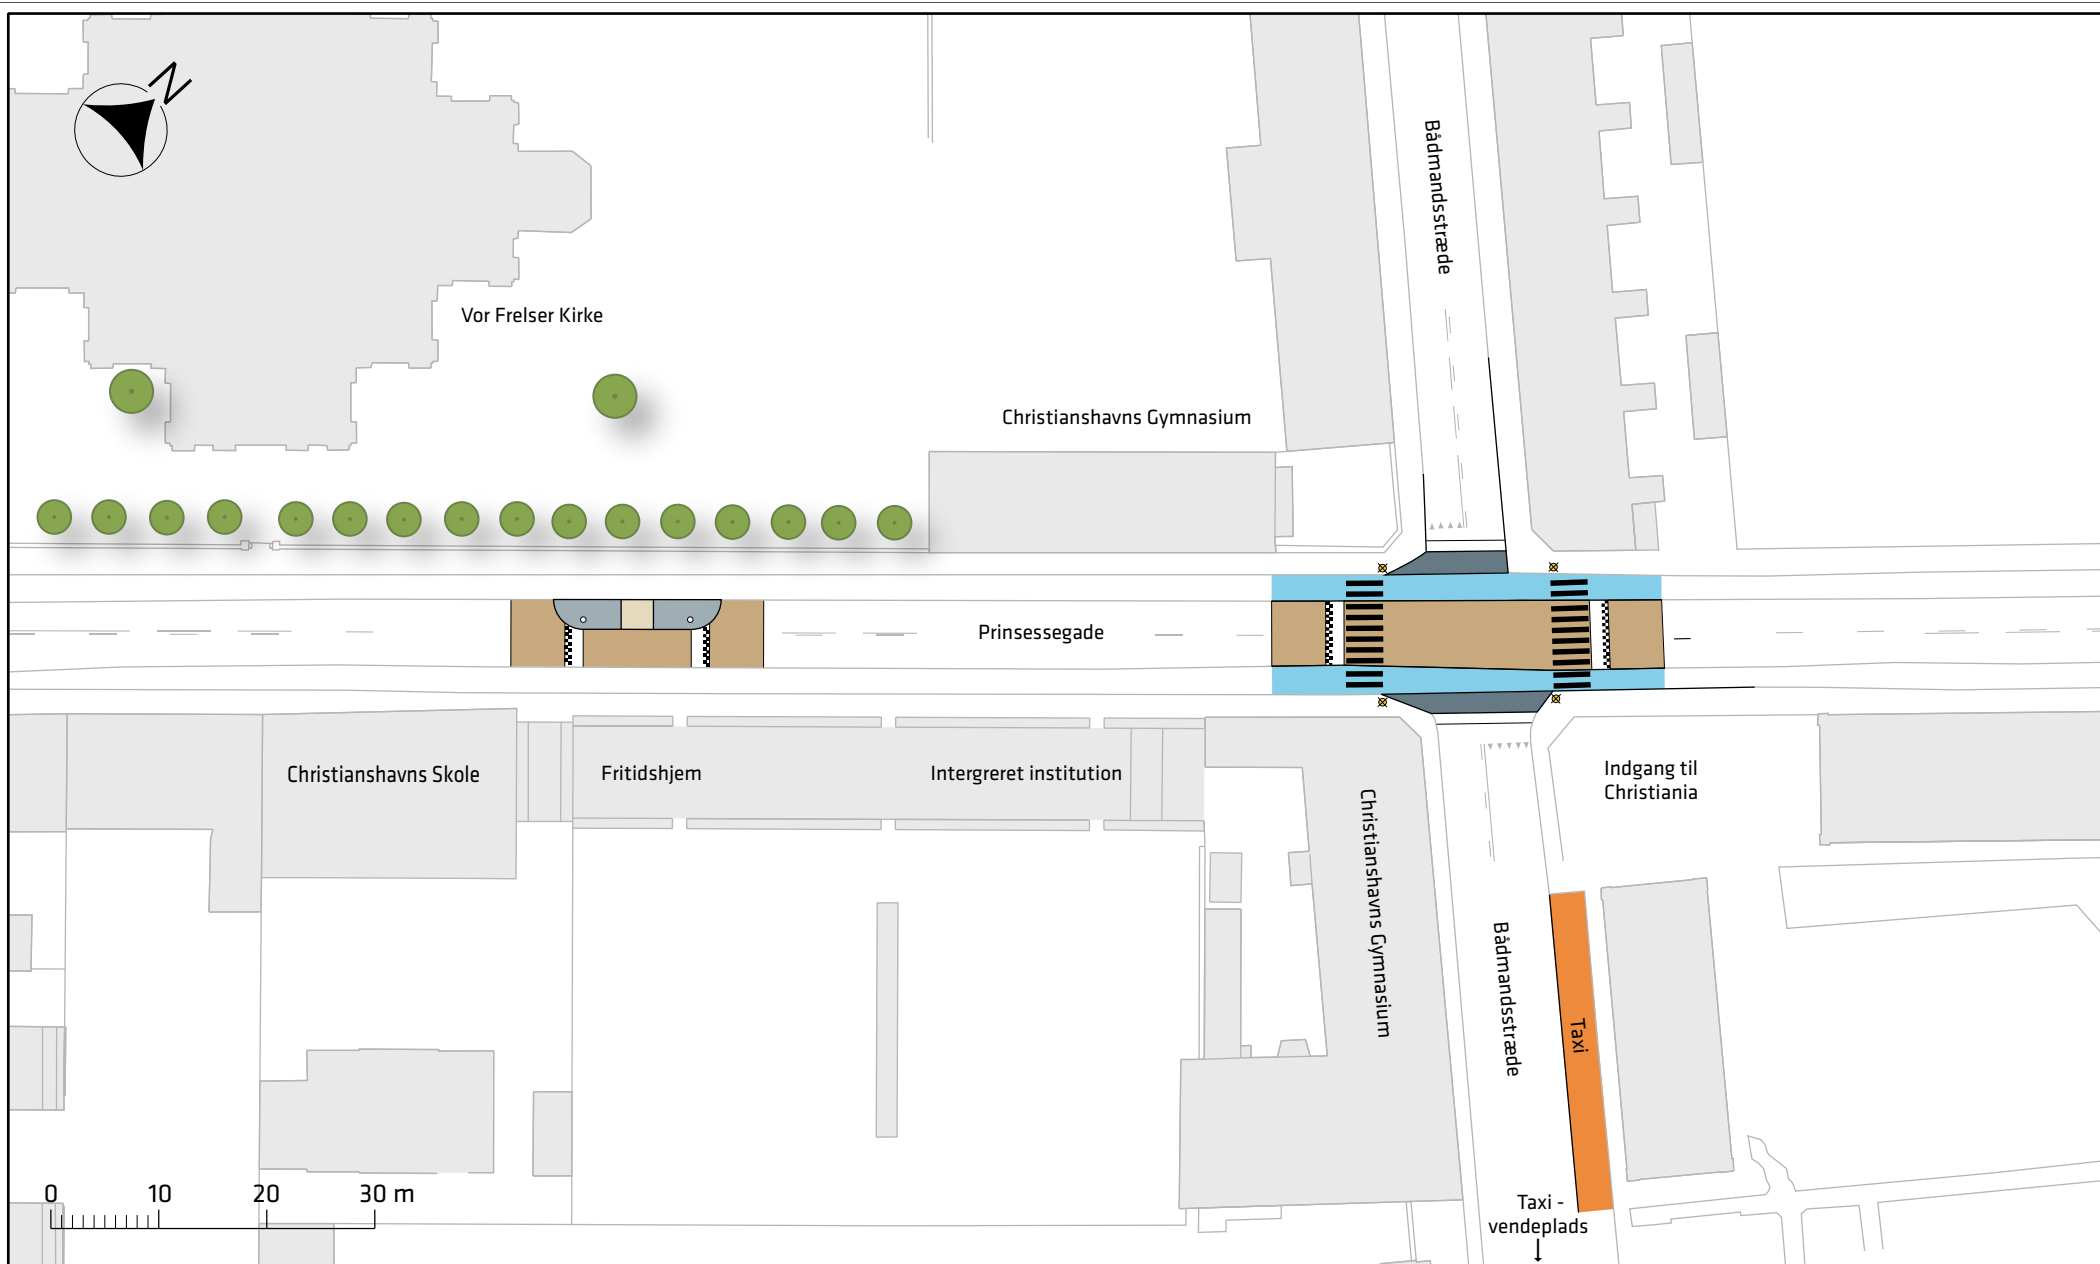 N
Bådmandsstræde
Vor Frelser Kirke
Christianshavns Gymnasium
Prinsessegade
Christianshavns Skole
Fritidshjem
Intergreret institution
Indgang til
Christiania
Christianshavns Gymnasium
Bådmandsstræde
Taxi
0 10 20 30 m
Taxi -
vendeplads